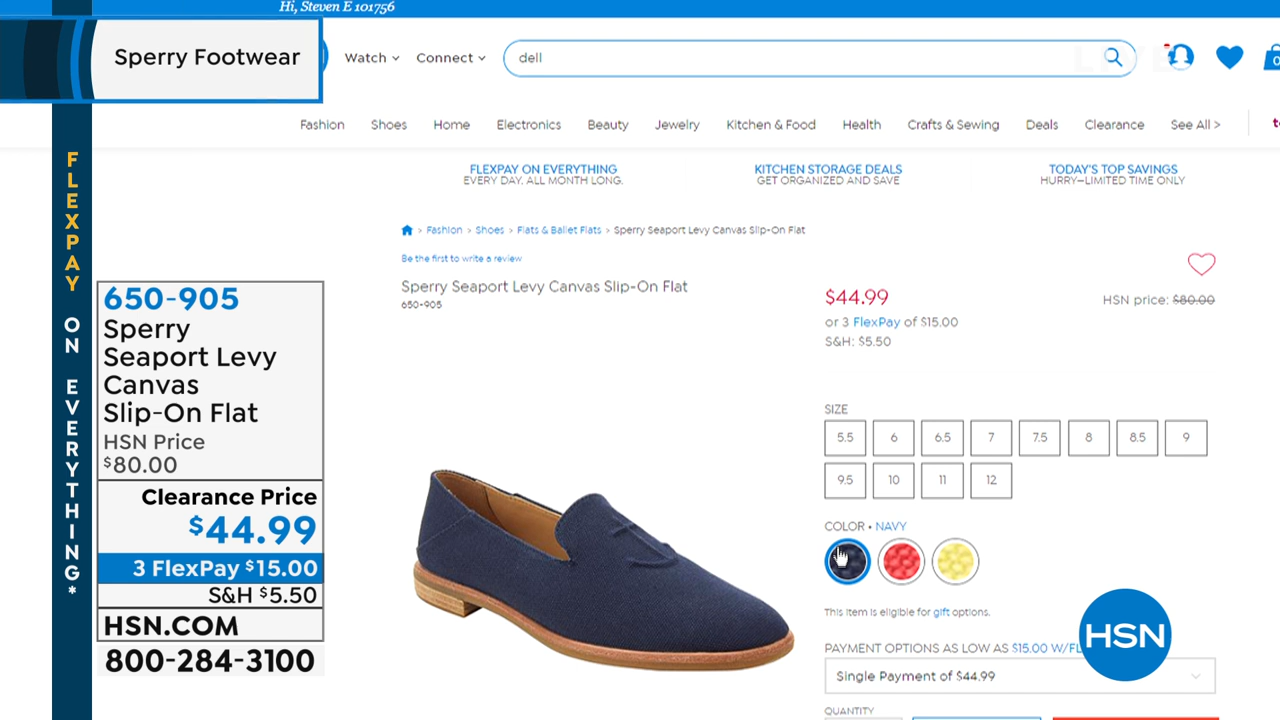 Hi, Steven E 101756
Sperry Footwear
Watch
Connect
dell
0
Fashion
Shoes
Home
Electronics
Beauty
Jewelry
Kitchen & Food
Health
Crafts & Sewing
Deals
Clearance
See All >
FLEXPAY ON EVERYTHING
EVERY DAY. ALL MONTH LONG.
KITCHEN STORAGE DEALS
GET ORGANIZED AND SAVE
TODAY'S TOP SAVINGS
HURRY—LIMITED TIME ONLY
FLEXPAY ON EVERYTHING*
> Fashion > Shoes > Flats & Ballet Flats > Sperry Seaport Levy Canvas Slip-On Flat
Be the first to write a review
Sperry Seaport Levy Canvas Slip-On Flat
650-905
$44.99
HSN price: $80.00
or 3 FlexPay of $15.00
S&H: $5.50
SIZE
5.5 6 6.5 7 7.5 8 8.5 9
9.5 10 11 12
COLOR • NAVY
This item is eligible for gift options.
PAYMENT OPTIONS AS LOW AS $15.00 W/FL
Single Payment of $44.99
QUANTITY
HSN
650-905
Sperry
Seaport Levy
Canvas
Slip-On Flat
HSN Price
$80.00
Clearance Price
$44.99
3 FlexPay $15.00
S&H $5.50
HSN.COM
800-284-3100